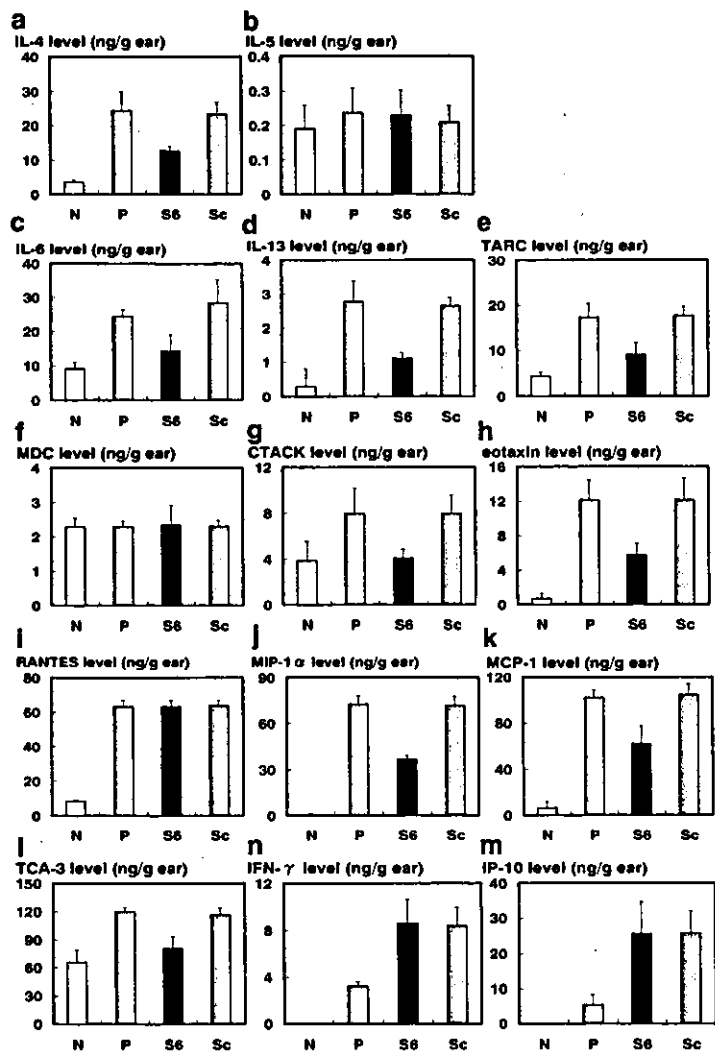 a
IL-4 level (ng/g ear)
40
30
20
10
0
N P S6 Sc
b
IL-5 level (ng/g ear)
0.5
0.4
0.3
0.2
0.1
0
N P S6 Sc
c
IL-6 level (ng/g ear)
40
30
20
10
0
N P S6 Sc
d
IL-13 level (ng/g ear)
4
3
2
1
0
N P S6 Sc
e
TARC level (ng/g ear)
30
20
10
0
N P S6 Sc
f
MDC level (ng/g ear)
4
3
2
1
0
N P S6 Sc
g
CTACK level (ng/g ear)
12
8
4
0
N P S6 Sc
h
eotaxin level (ng/g ear)
16
12
8
4
0
N P S6 Sc
i
RANTES level (ng/g ear)
80
60
40
20
0
N P S6 Sc
j
MIP-1 α level (ng/g ear)
90
60
30
0
N P S6 Sc
k
MCP-1 level (ng/g ear)
120
80
40
0
N P S6 Sc
l
TCA-3 level (ng/g ear)
150
120
90
60
30
0
N P S6 Sc
n
IFN- γ level (ng/g ear)
12
8
4
0
N P S6 Sc
m
IP-10 level (ng/g ear)
40
30
20
10
0
N P S6 Sc